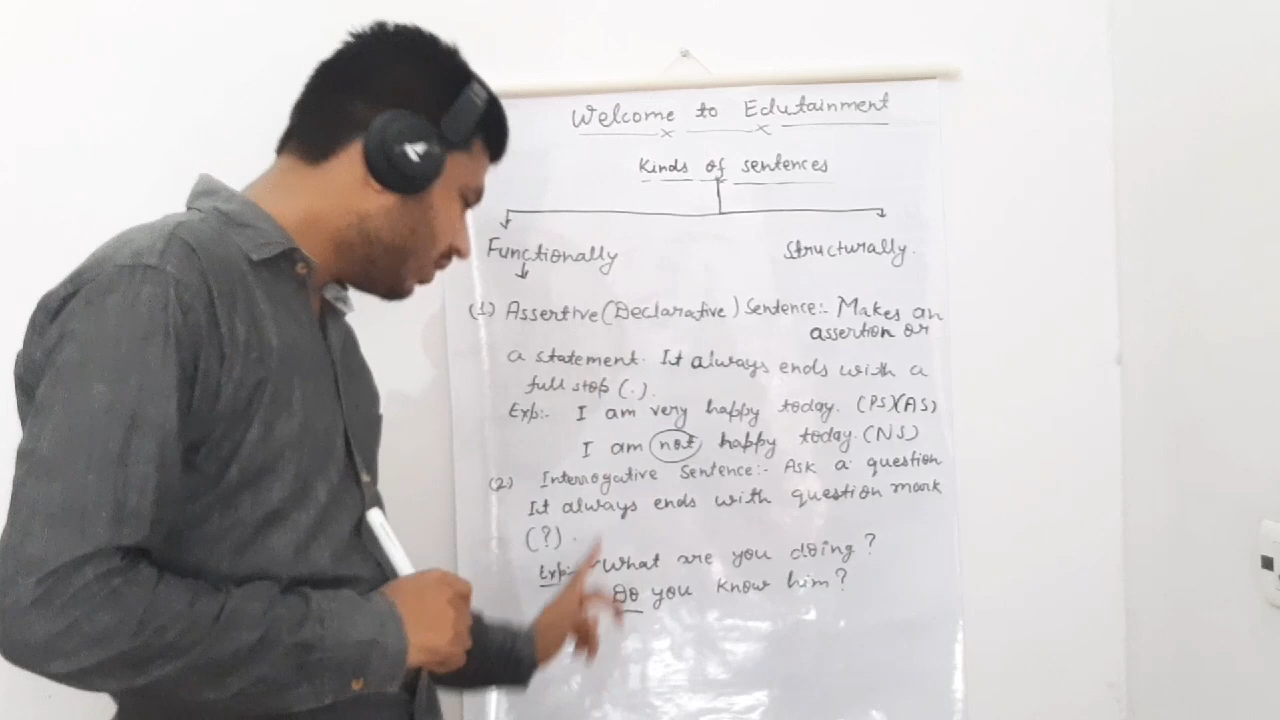 Welcome to Edutainment
Kinds of sentences
Functionally
Structurally.
(1) Assertive (Declarative) Sentence:- Makes an
assertion or
a statement. It always ends with a
full stop (.).
Exp:- I am very happy today. (PS)(AS)
I am not happy today. (NS)
(2) Interrogative Sentence:- Ask a question
It always ends with question mark
(?).
Exp:- What are you doing?
Do you know him?